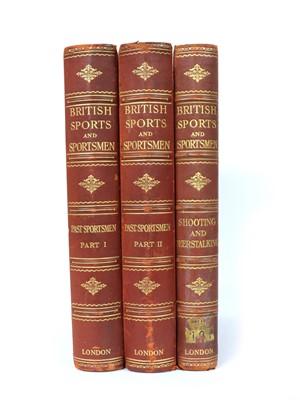 BRITISH
SPORTS
AND
SPORTSMEN
PAST SPORTSMEN
PART I
LONDON
BRITISH
SPORTS
AND
SPORTSMEN
PAST SPORTSMEN
PART II
LONDON
BRITISH
SPORTS
AND
SPORTSMEN
SHOOTING
AND
DEERSTALKING
LONDON